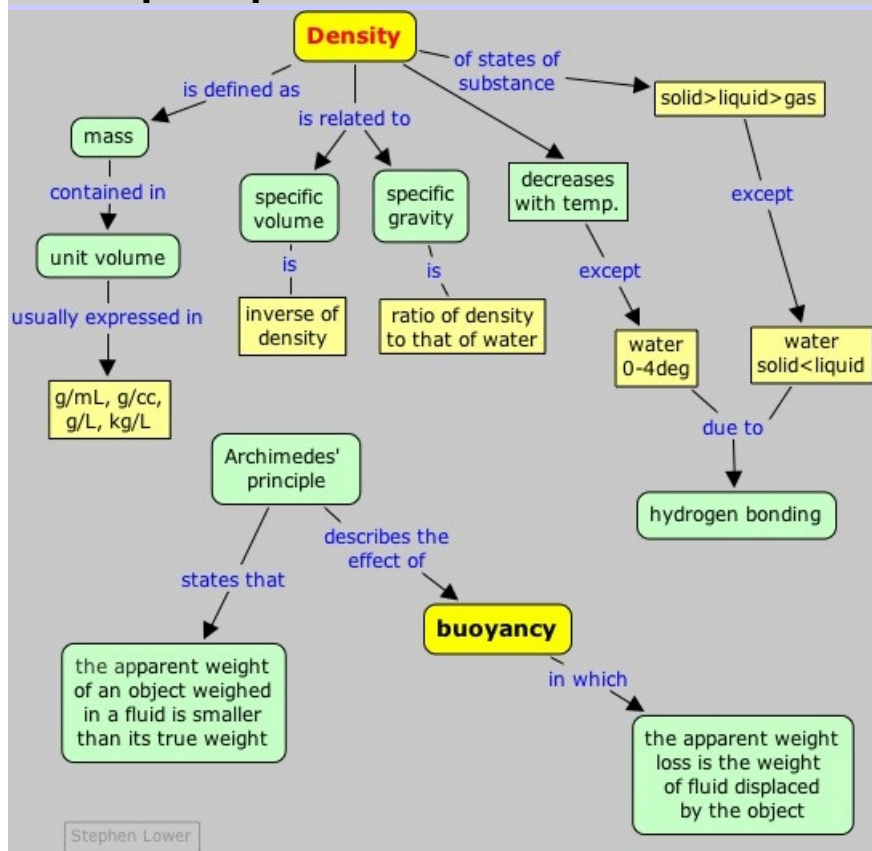 Density
of states of
substance
is defined as
solid>liquid>gas
is related to
mass
contained in
specific
volume
specific
gravity
decreases
with temp.
except
unit volume
is
is
except
usually expressed in
inverse of
density
ratio of density
to that of water
water
0-4deg
water
solid<liquid
g/mL, g/cc,
g/L, kg/L
due to
Archimedes'
principle
hydrogen bonding
describes the
effect of
states that
buoyancy
the apparent weight
of an object weighed
in a fluid is smaller
than its true weight
in which
the apparent weight
loss is the weight
of fluid displaced
by the object
Stephen Lower